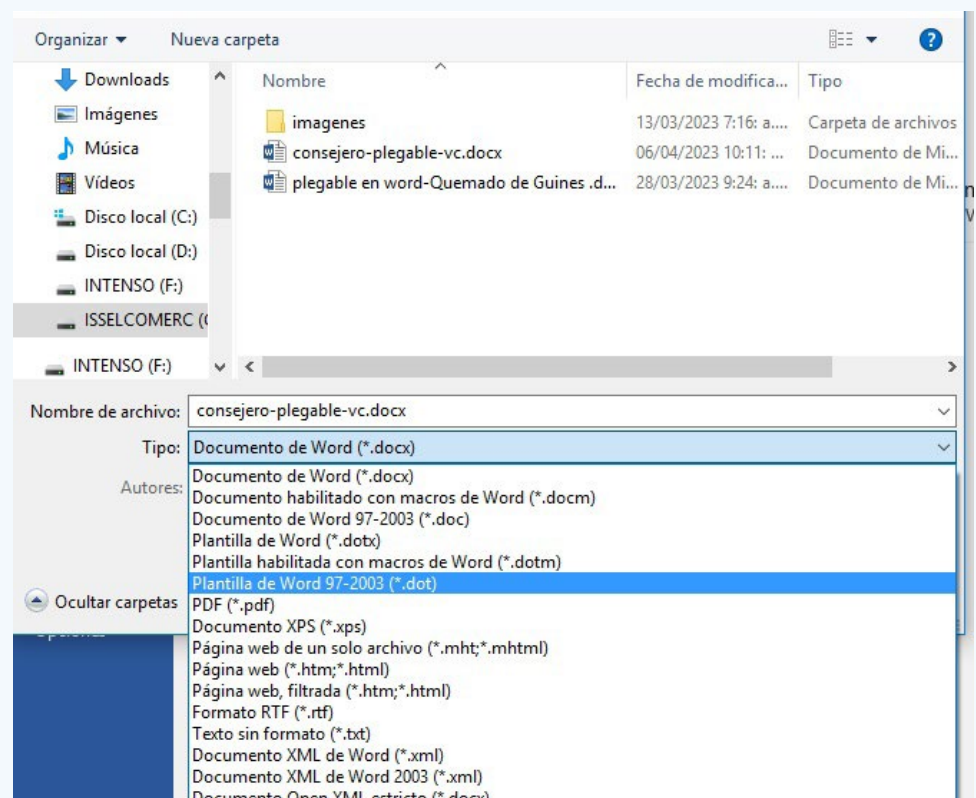 Organizar Nueva carpeta ?
Downloads
Imágenes
Música
Vídeos
Disco local (C:)
Disco local (D:)
INTENSO (F:)
ISSELCOMERC (
INTENSO (F:)
Nombre Fecha de modifica... Tipo
imagenes 13/03/2023 7:16: a.... Carpeta de archivos
consejero-plegable-vc.docx 06/04/2023 10:11: ... Documento de Mi...
plegable en word-Quemado de Guines .d... 28/03/2023 9:24: a.... Documento de Mi...
Nombre de archivo: consejero-plegable-vc.docx
Tipo: Documento de Word (*.docx)
Autores:
Documento de Word (*.docx)
Documento habilitado con macros de Word (*.docm)
Documento de Word 97-2003 (*.doc)
Plantilla de Word (*.dotx)
Plantilla habilitada con macros de Word (*.dotm)
Plantilla de Word 97-2003 (*.dot)
Ocultar carpetas
PDF (*.pdf)
Documento XPS (*.xps)
Página web de un solo archivo (*.mht;*.mhtml)
Página web (*.htm;*.html)
Página web, filtrada (*.htm;*.html)
Formato RTF (*.rtf)
Texto sin formato (*.txt)
Documento XML de Word (*.xml)
Documento XML de Word 2003 (*.xml)
Documento Open XML estricto (*.docx)